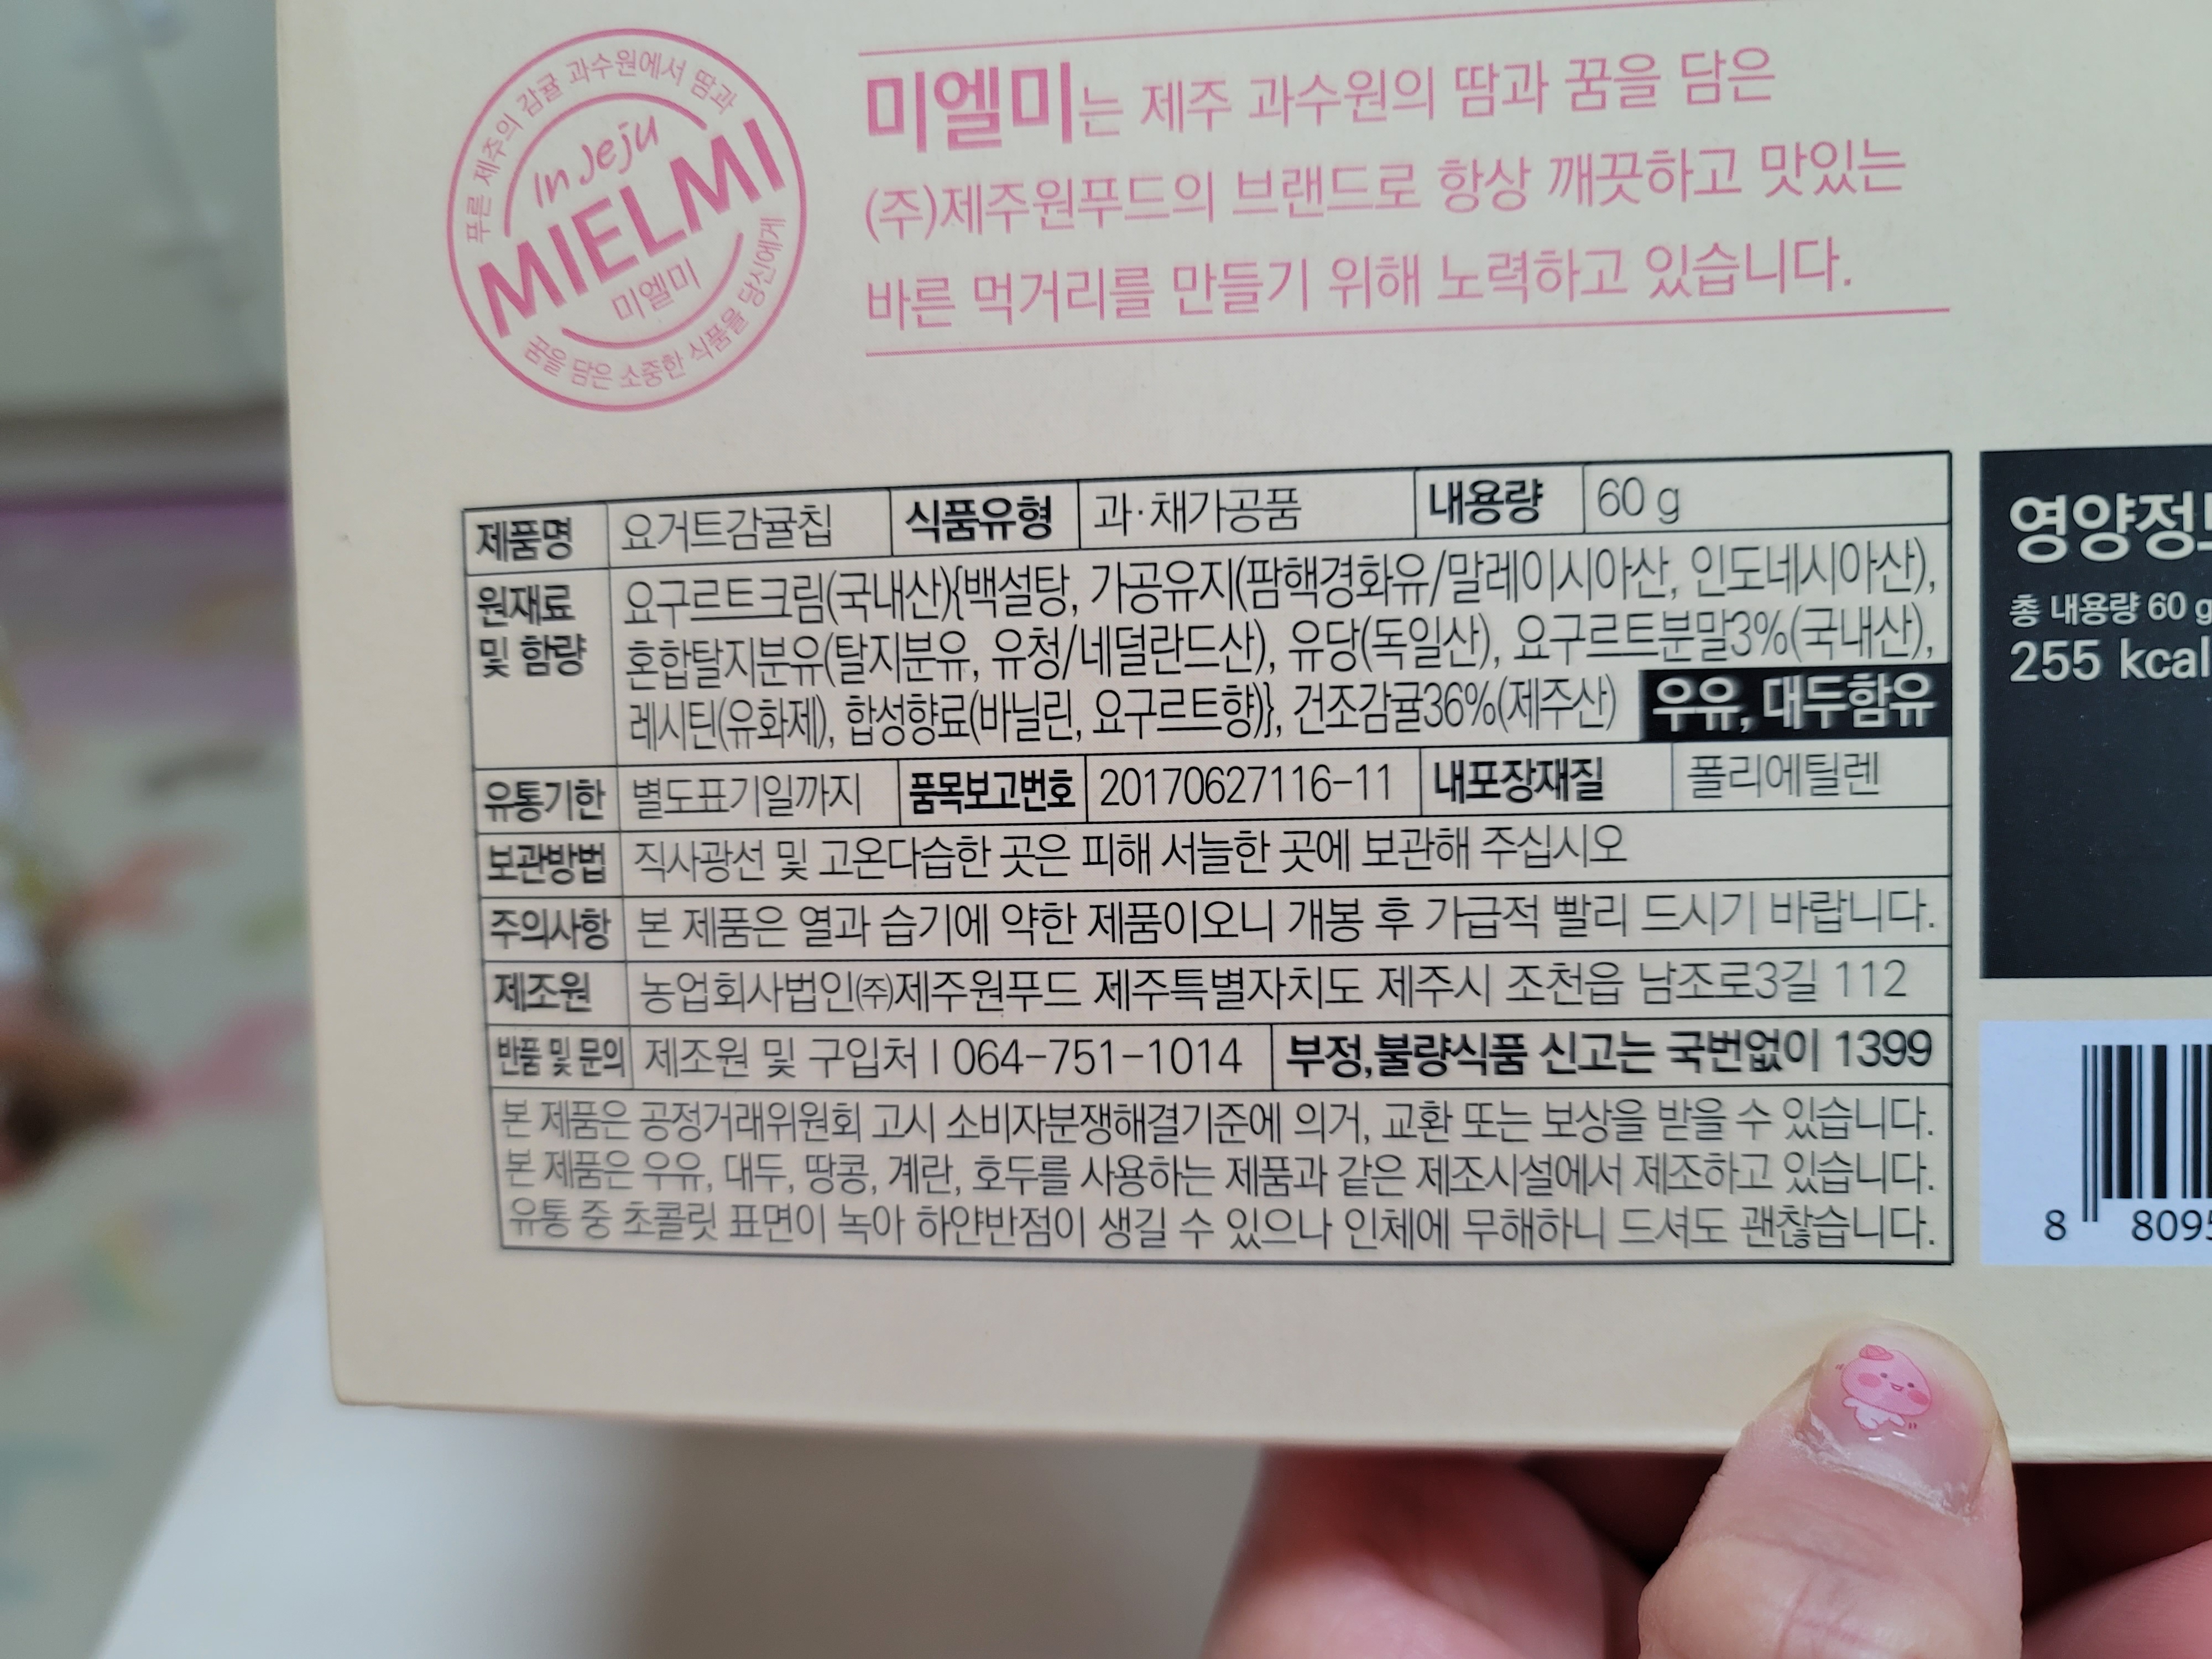 푸른 제주의 감귤 과수원에서 땀과
In Jeju
MIELMI
미엘미
꿈을 담은 소중한 식품을 당신에게
미엘미는 제주 과수원의 땀과 꿈을 담은
(주)제주원푸드의 브랜드로 항상 깨끗하고 맛있는
바른 먹거리를 만들기 위해 노력하고 있습니다.
제품명 요거트감귤칩 식품유형 과·채가공품 내용량 60 g
원재료 및 함량 요구르트크림(국내산){백설탕, 가공유지(팜핵경화유/말레이시아산, 인도네시아산),
혼합탈지분유(탈지분유, 유청/네덜란드산), 유당(독일산), 요구르트분말3%(국내산),
레시틴(유화제), 합성향료(바닐린, 요구르트향)}, 건조감귤36%(제주산) 우유, 대두함유
유통기한 별도표기일까지 품목보고번호 20170627116-11 내포장재질 폴리에틸렌
보관방법 직사광선 및 고온다습한 곳은 피해 서늘한 곳에 보관해 주십시오
주의사항 본 제품은 열과 습기에 약한 제품이오니 개봉 후 가급적 빨리 드시기 바랍니다.
제조원 농업회사법인㈜제주원푸드 제주특별자치도 제주시 조천읍 남조로3길 112
반품 및 문의 제조원 및 구입처 | 064-751-1014 부정,불량식품 신고는 국번없이 1399
본 제품은 공정거래위원회 고시 소비자분쟁해결기준에 의거, 교환 또는 보상을 받을 수 있습니다.
본 제품은 우유, 대두, 땅콩, 계란, 호두를 사용하는 제품과 같은 제조시설에서 제조하고 있습니다.
유통 중 초콜릿 표면이 녹아 하얀반점이 생길 수 있으나 인체에 무해하니 드셔도 괜찮습니다.
영양정
총 내용량 60 g
255 kcal
8 809